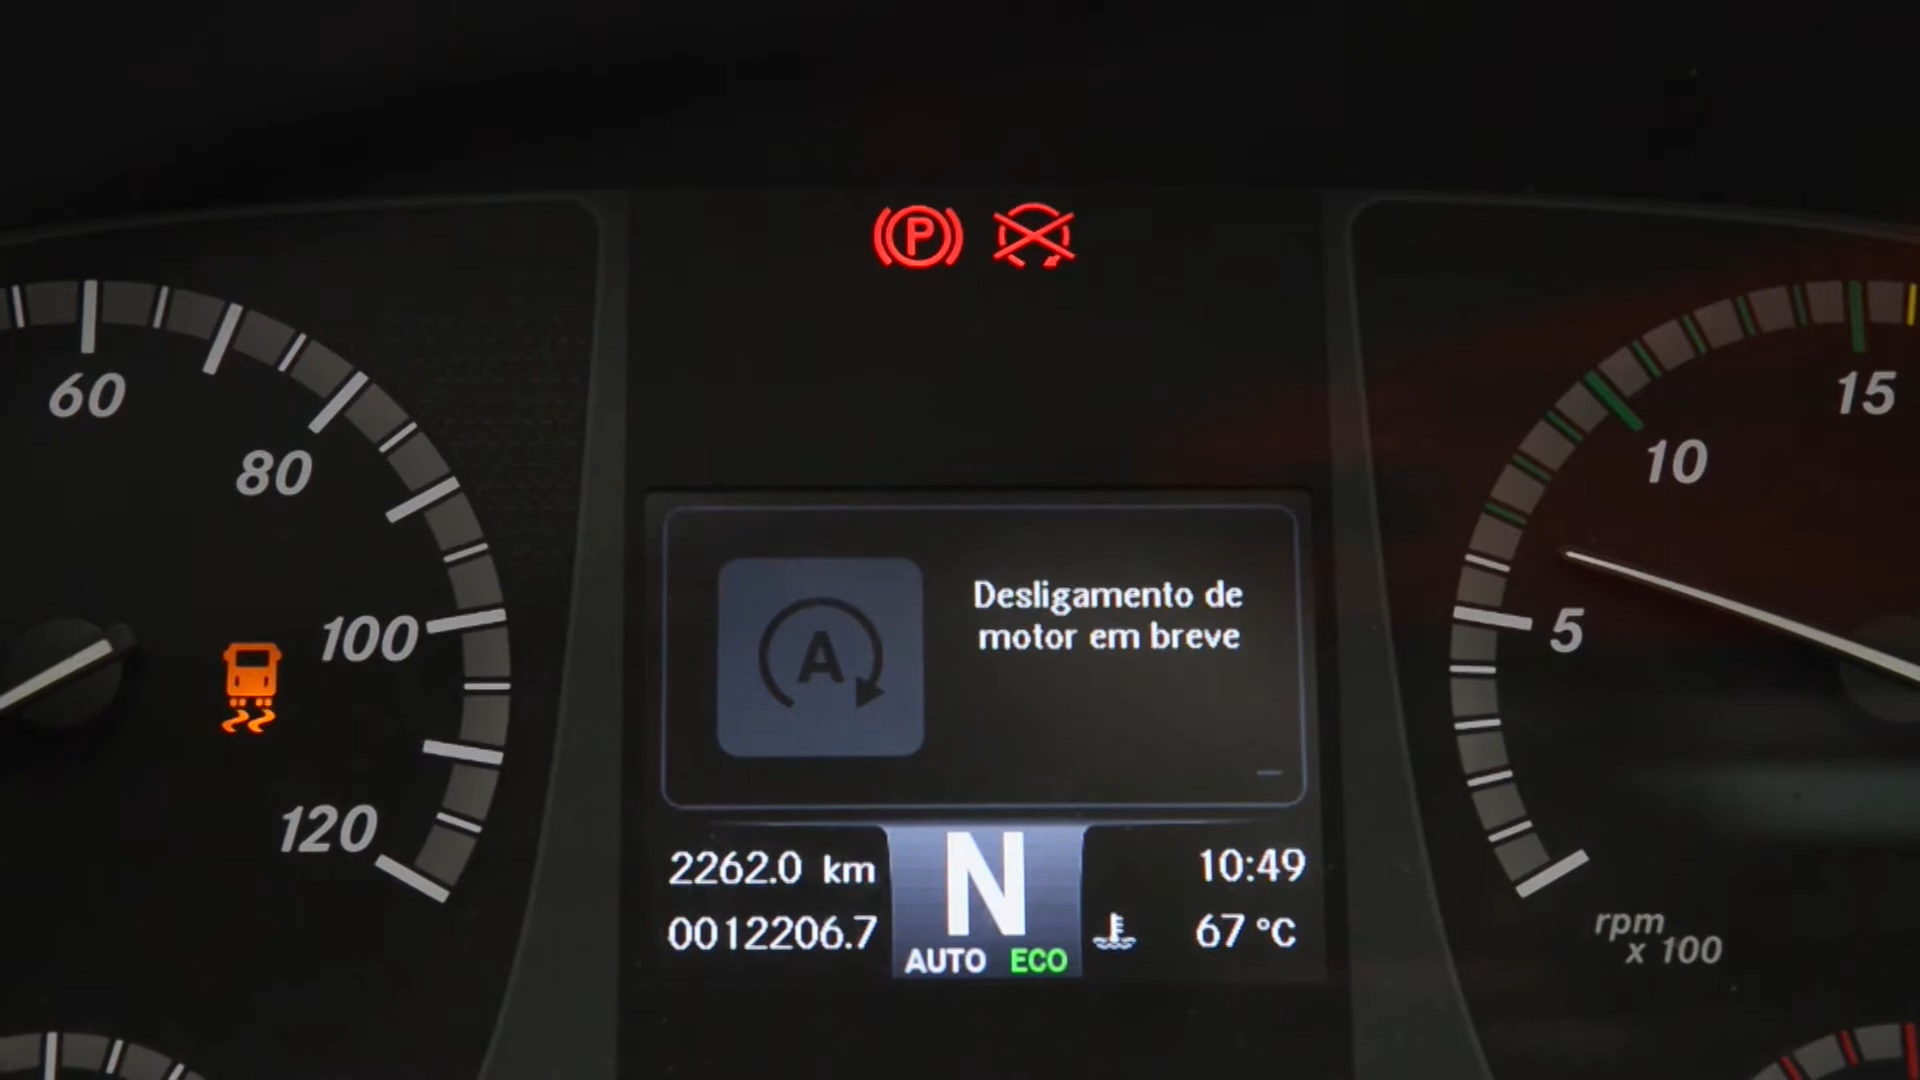 P
60
80
100
120
Desligamento de
motor em breve
A
2262.0 km
0012206.7
N
AUTO ECO
10:49
67 °C
15
10
5
rpm
x 100